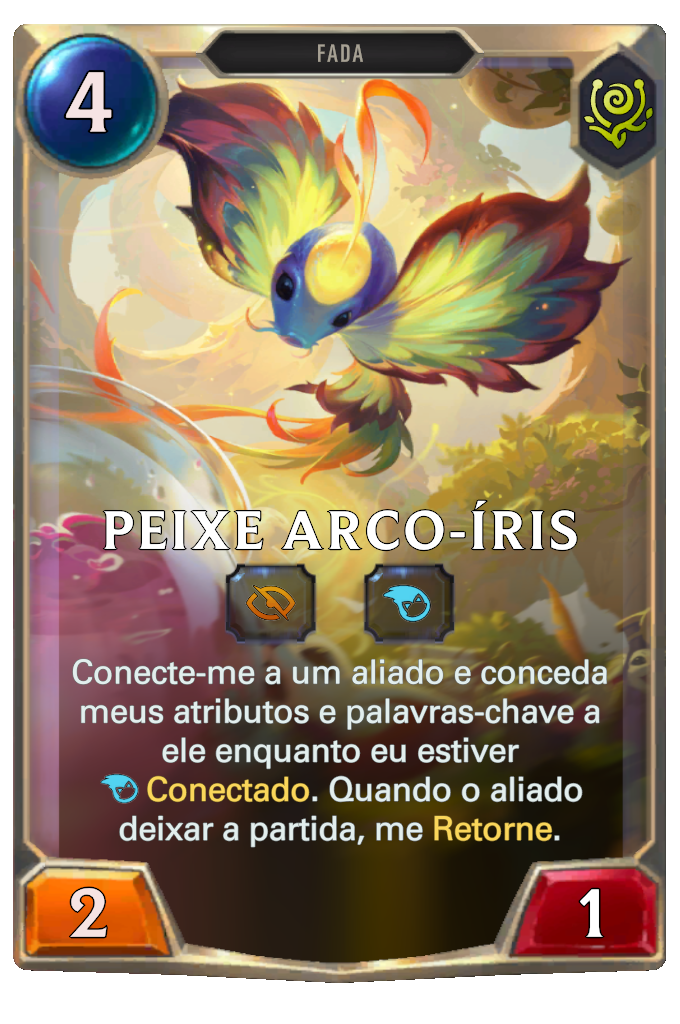 FADA
4
PEIXE ARCO-ÍRIS
Conecte-me a um aliado e conceda
meus atributos e palavras-chave a
ele enquanto eu estiver
Conectado. Quando o aliado
deixar a partida, me Retorne.
2
1